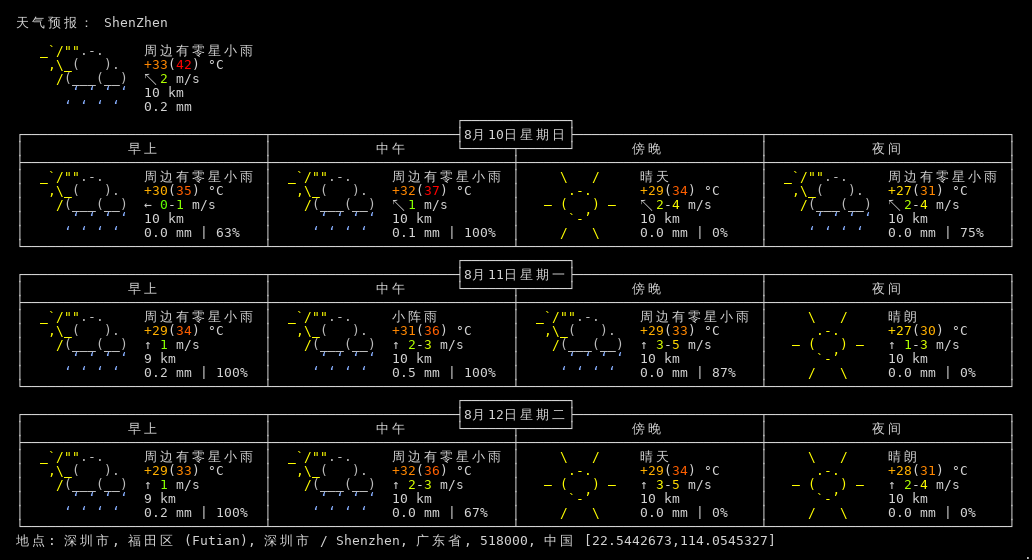 天气预报： ShenZhen
周边有零星小雨
+33(42) °C
↖ 2 m/s
10 km
0.2 mm
8月10日星期日
早上 中午 傍晚 夜间
周边有零星小雨 周边有零星小雨 晴天 周边有零星小雨
+30(35) °C +32(37) °C +29(34) °C +27(31) °C
← 0-1 m/s ↖ 1 m/s ↖ 2-4 m/s ↖ 2-4 m/s
10 km 10 km 10 km 10 km
0.0 mm | 63% 0.1 mm | 100% 0.0 mm | 0% 0.0 mm | 75%
8月11日星期一
早上 中午 傍晚 夜间
周边有零星小雨 小阵雨 周边有零星小雨 晴朗
+29(34) °C +31(36) °C +29(33) °C +27(30) °C
↑ 1 m/s ↑ 2-3 m/s ↑ 3-5 m/s ↑ 1-3 m/s
9 km 10 km 10 km 10 km
0.2 mm | 100% 0.5 mm | 100% 0.0 mm | 87% 0.0 mm | 0%
8月12日星期二
早上 中午 傍晚 夜间
周边有零星小雨 周边有零星小雨 晴天 晴朗
+29(33) °C +32(36) °C +29(34) °C +28(31) °C
↑ 1 m/s ↑ 2-3 m/s ↑ 3-5 m/s ↑ 2-4 m/s
9 km 10 km 10 km 10 km
0.2 mm | 100% 0.0 mm | 67% 0.0 mm | 0% 0.0 mm | 0%
地点: 深圳市, 福田区 (Futian), 深圳市 / Shenzhen, 广东省, 518000, 中国 [22.5442673,114.0545327]